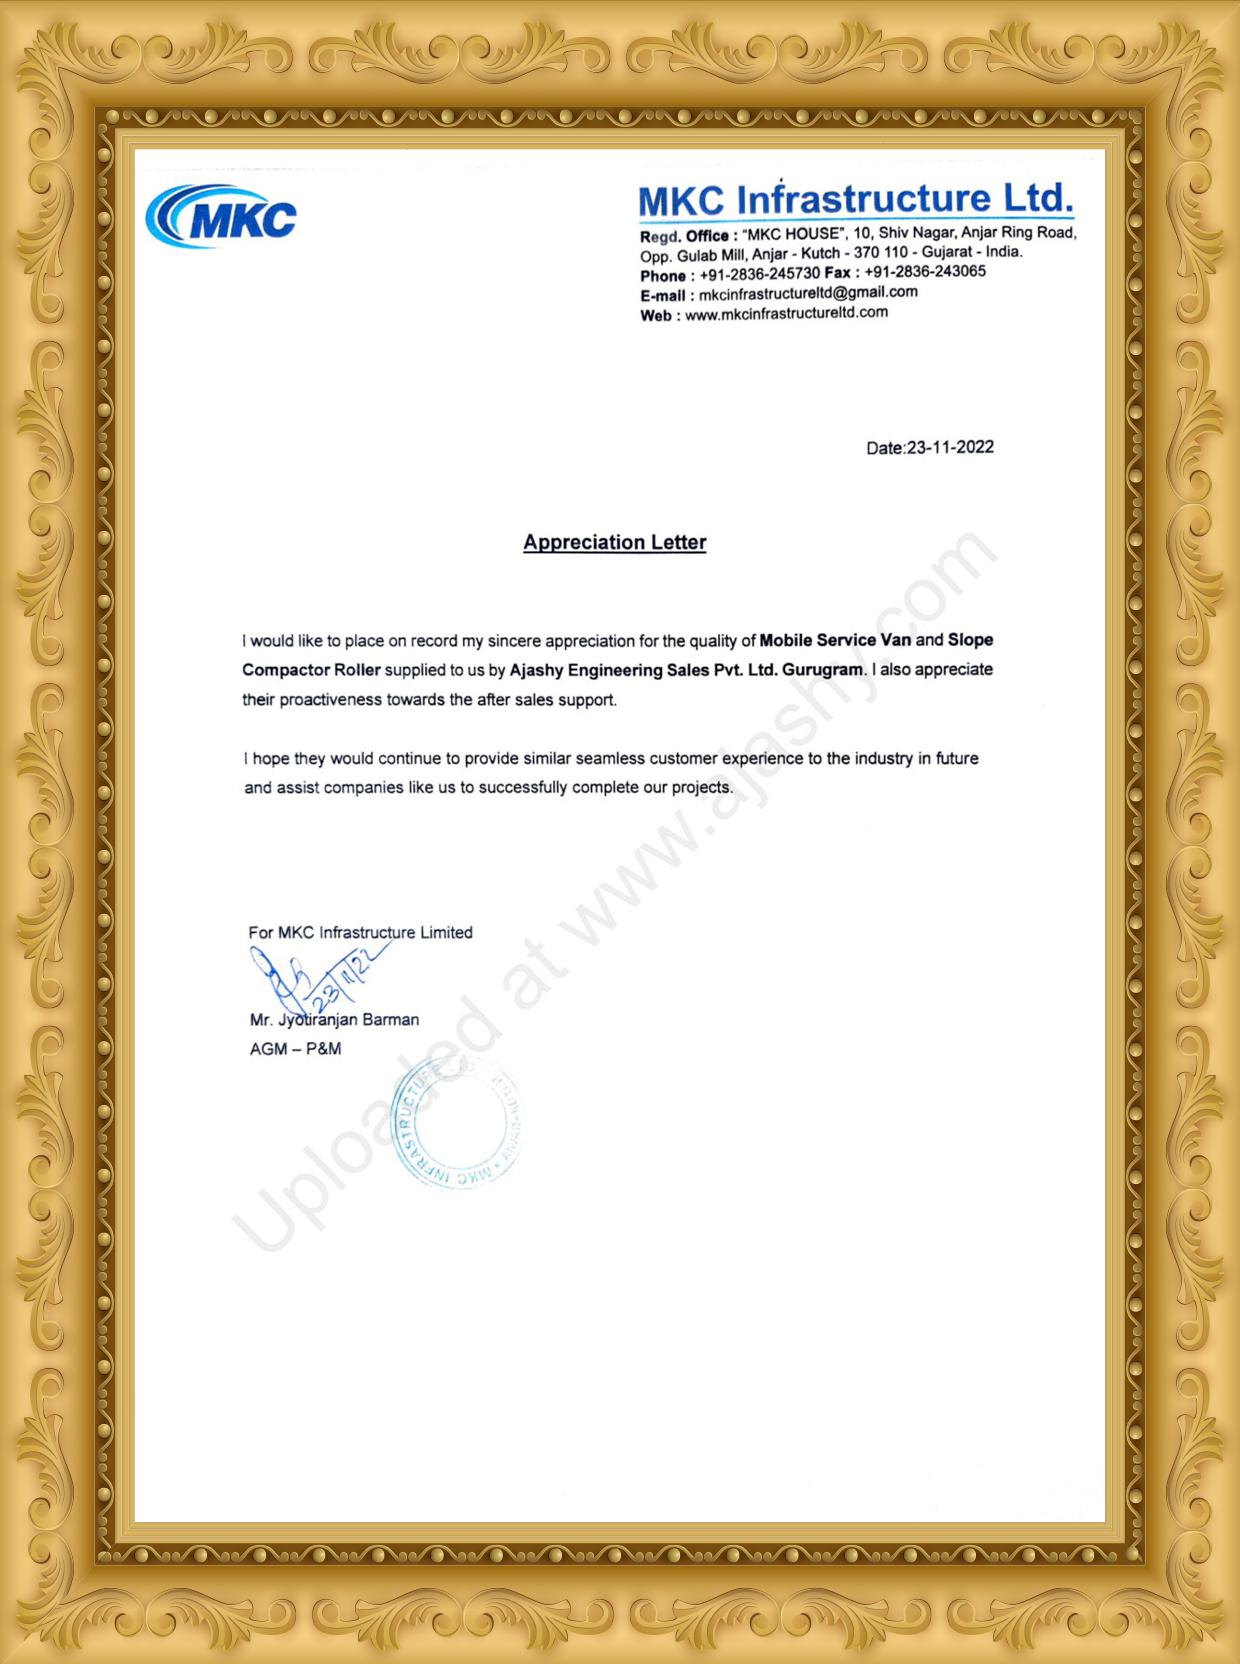 MKC
MKC Infrastructure Ltd.
Regd. Office : "MKC HOUSE", 10, Shiv Nagar, Anjar Ring Road,
Opp. Gulab Mill, Anjar - Kutch - 370 110 - Gujarat - India.
Phone : +91-2836-245730 Fax : +91-2836-243065
E-mail : mkcinfrastructureltd@gmail.com
Web : www.mkcinfrastructureltd.com
Date:23-11-2022
Appreciation Letter
I would like to place on record my sincere appreciation for the quality of Mobile Service Van and Slope
Compactor Roller supplied to us by Ajashy Engineering Sales Pvt. Ltd. Gurugram. I also appreciate
their proactiveness towards the after sales support.
I hope they would continue to provide similar seamless customer experience to the industry in future
and assist companies like us to successfully complete our projects.
For MKC Infrastructure Limited
23/11/22
Mr. Jyotiranjan Barman
AGM – P&M
MKC INFRASTRUCTURE LTD.
Uploaded at www.ajashy.com